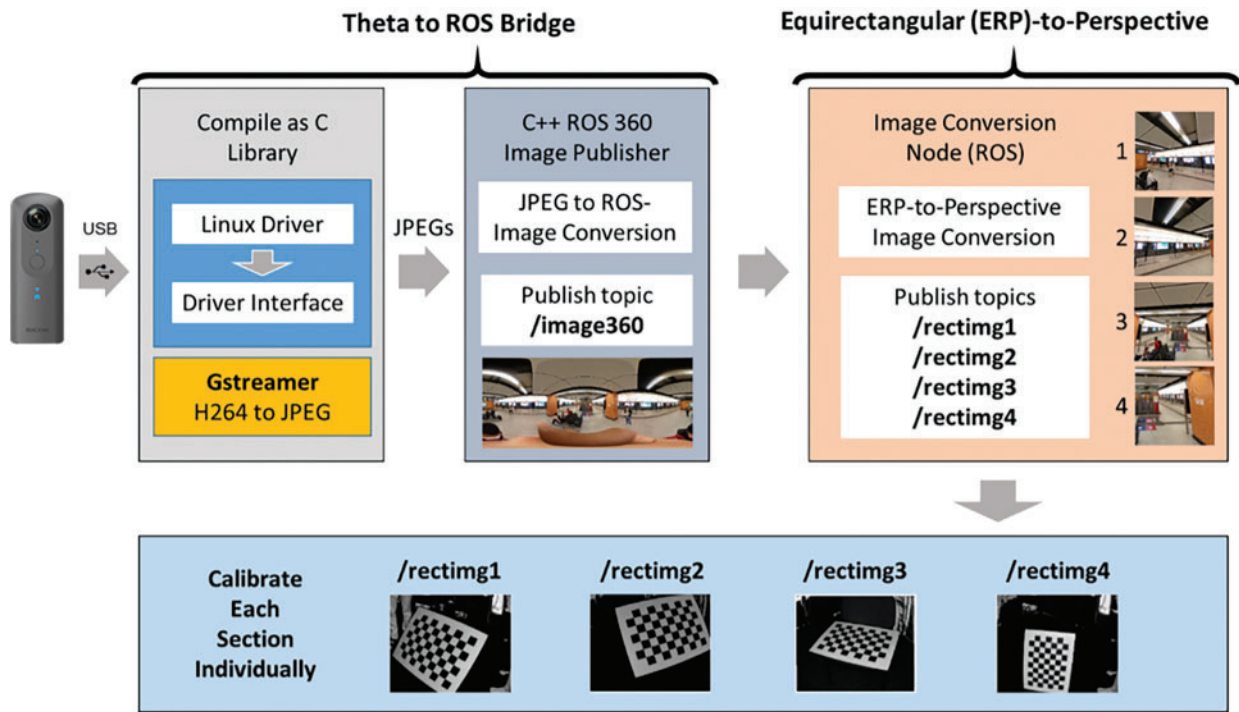 Theta to ROS Bridge
Equirectangular (ERP)-to-Perspective
USB
Compile as C
Library
Linux Driver
Driver Interface
Gstreamer
H264 to JPEG
JPEGs
C++ ROS 360
Image Publisher
JPEG to ROS-
Image Conversion
Publish topic
/image360
Image Conversion
Node (ROS)
ERP-to-Perspective
Image Conversion
Publish topics
/rectimg1
/rectimg2
/rectimg3
/rectimg4
1
2
3
4
Calibrate
Each
Section
Individually
/rectimg1
/rectimg2
/rectimg3
/rectimg4